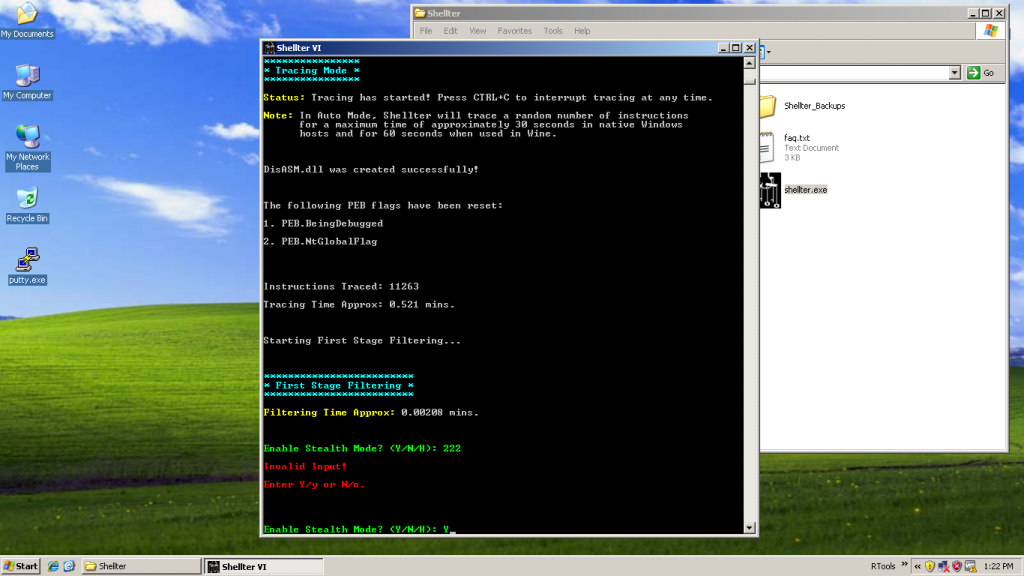 My Documents
My Computer
My Network
Places
Recycle Bin
putty.exe
Shellter
File Edit View Favorites Tools Help
Go
Shellter_Backups
faq.txt
Text Document
3 KB
shellter.exe
Shellter VI
****************
* Tracing Mode *
****************
Status: Tracing has started! Press CTRL+C to interrupt tracing at any time.
Note: In Auto Mode, Shellter will trace a random number of instructions
for a maximum time of approximately 30 seconds in native Windows
hosts and for 60 seconds when used in Wine.
DisASM.dll was created successfully!
The following PEB flags have been reset:
1. PEB.BeingDebugged
2. PEB.NtGlobalFlag
Instructions Traced: 11263
Tracing Time Approx: 0.521 mins.
Starting First Stage Filtering...
*************************
* First Stage Filtering *
*************************
Filtering Time Approx: 0.00208 mins.
Enable Stealth Mode? (Y/N/H): 222
Invalid Input!
Enter Y/y or N/n.
Enable Stealth Mode? (Y/N/H): Y_
Start Shellter Shellter VI RTools » « 1:22 PM